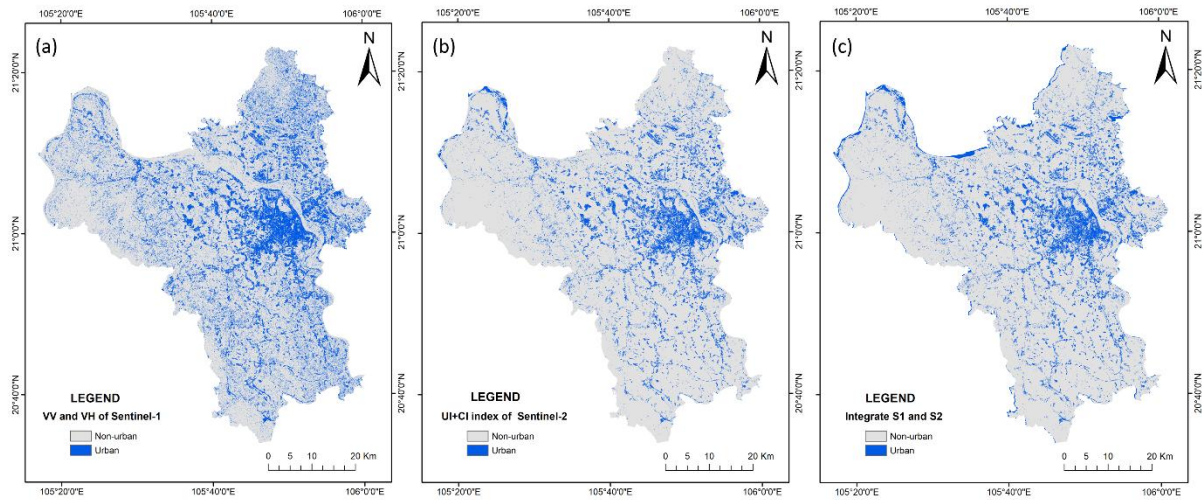 105°20'0"E 105°40'0"E 106°0'0"E
(a)
N
21°20'0"N
21°0'0"N
20°40'0"N
LEGEND
VV and VH of Sentinel-1
Non-urban
Urban
0 5 10 20 Km
105°20'0"E 105°40'0"E 106°0'0"E
105°20'0"E 105°40'0"E 106°0'0"E
(b)
N
21°20'0"N
21°0'0"N
20°40'0"N
LEGEND
UI+CI index of Sentinel-2
Non-urban
Urban
0 5 10 20 Km
105°20'0"E 105°40'0"E 106°0'0"E
105°20'0"E 105°40'0"E 106°0'0"E
(c)
N
21°20'0"N
21°0'0"N
20°40'0"N
LEGEND
Integrate S1 and S2
Non-urban
Urban
0 5 10 20 Km
105°20'0"E 105°40'0"E 106°0'0"E